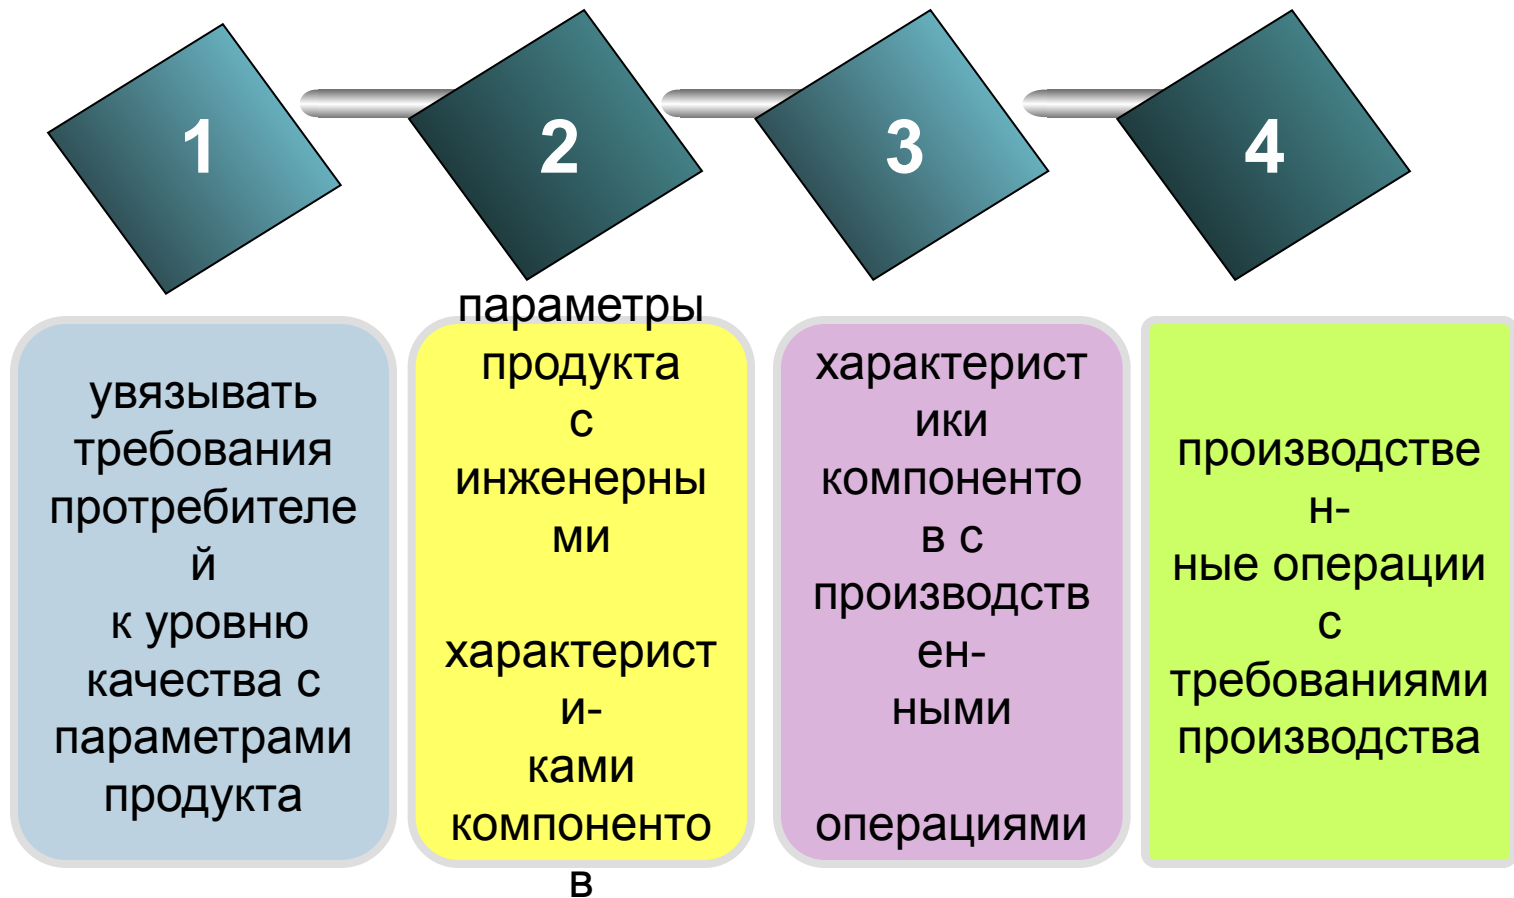 1
2
3
4
увязывать
требования
протребителе
й
к уровню
качества с
параметрами
продукта
параметры
продукта
с
инженерны
ми
характерист
и-
ками
компоненто
в
характерист
ики
компоненто
в с
производств
ен-
ными
операциями
производстве
н-
ные операции
с
требованиями
производства